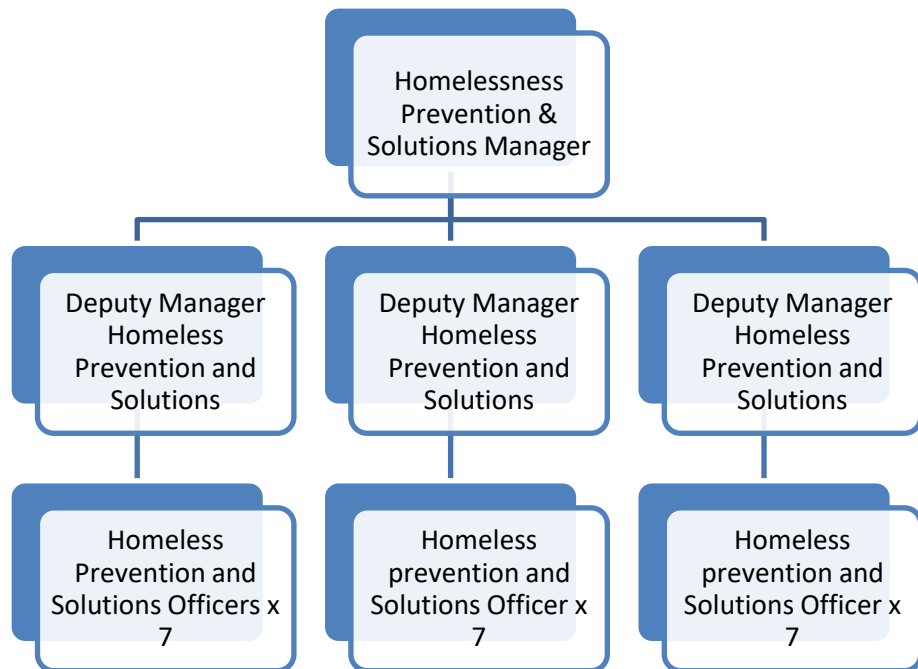 Homelessness
Prevention &
Solutions Manager
Deputy Manager
Homeless
Prevention and
Solutions
Deputy Manager
Homeless
Prevention and
Solutions
Deputy Manager
Homeless
Prevention and
Solutions
Homeless
Prevention and
Solutions Officers x
7
Homeless
prevention and
Solutions Officer x
7
Homeless
prevention and
Solutions Officer x
7